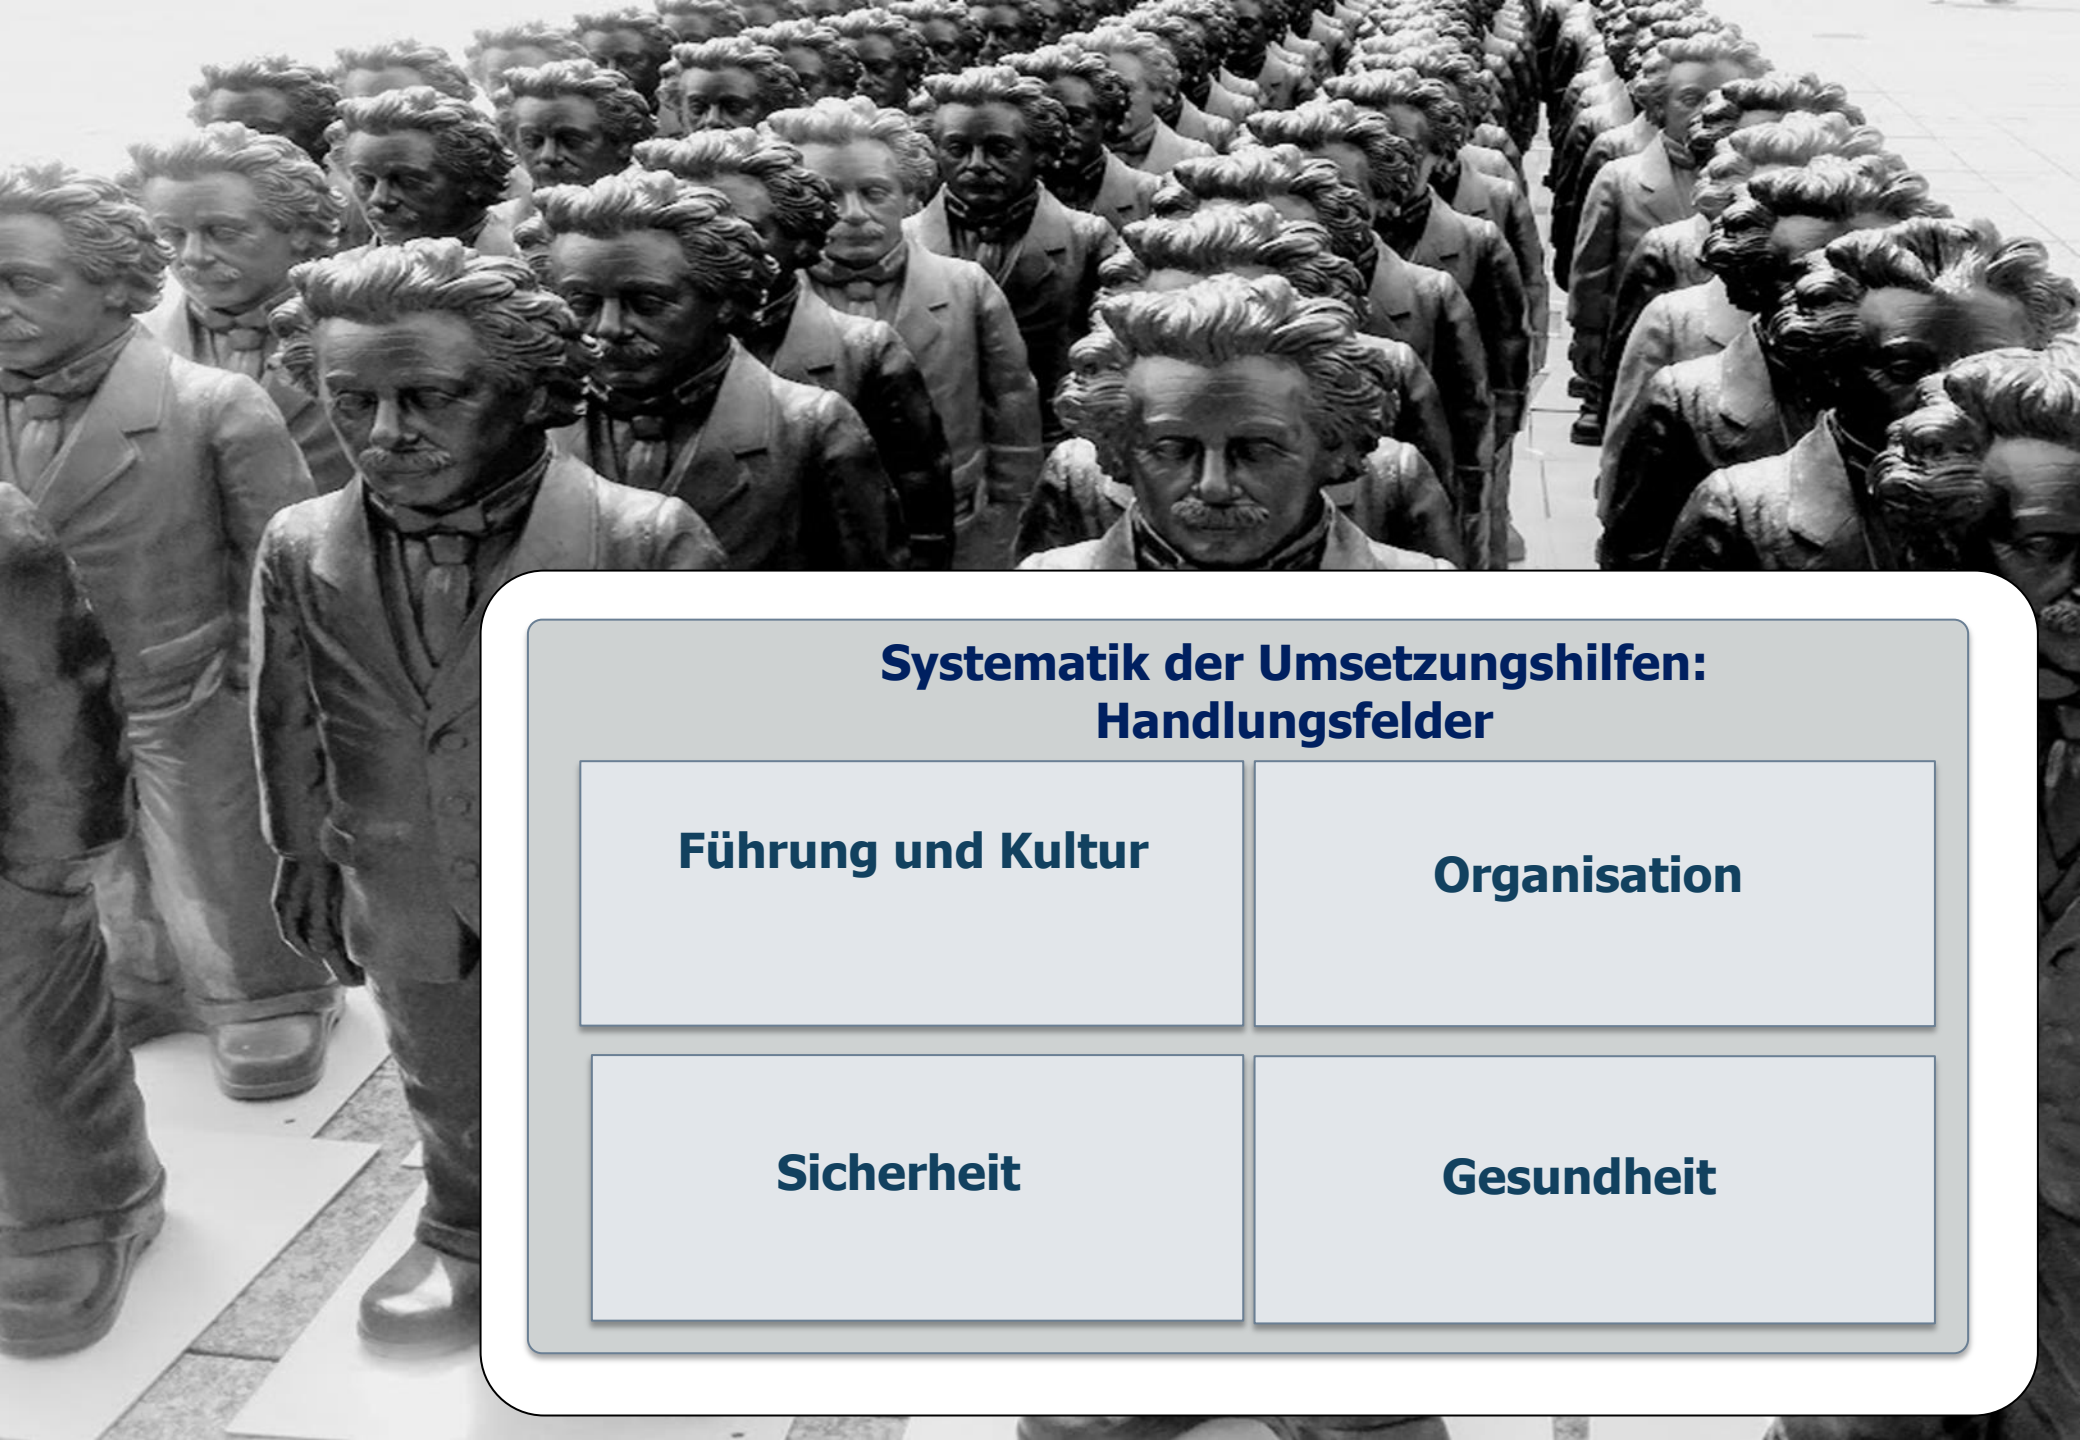 Systematik der Umsetzungshilfen:
Handlungsfelder
Führung und Kultur
Organisation
Sicherheit
Gesundheit